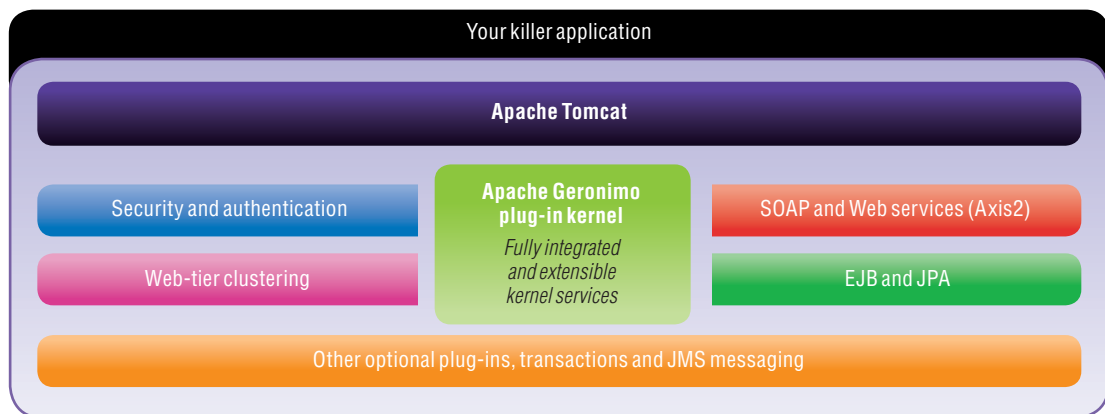 Your killer application
Apache Tomcat
Security and authentication
Web-tier clustering
Apache Geronimo
plug-in kernel
Fully integrated
and extensible
kernel services
SOAP and Web services (Axis2)
EJB and JPA
Other optional plug-ins, transactions and JMS messaging